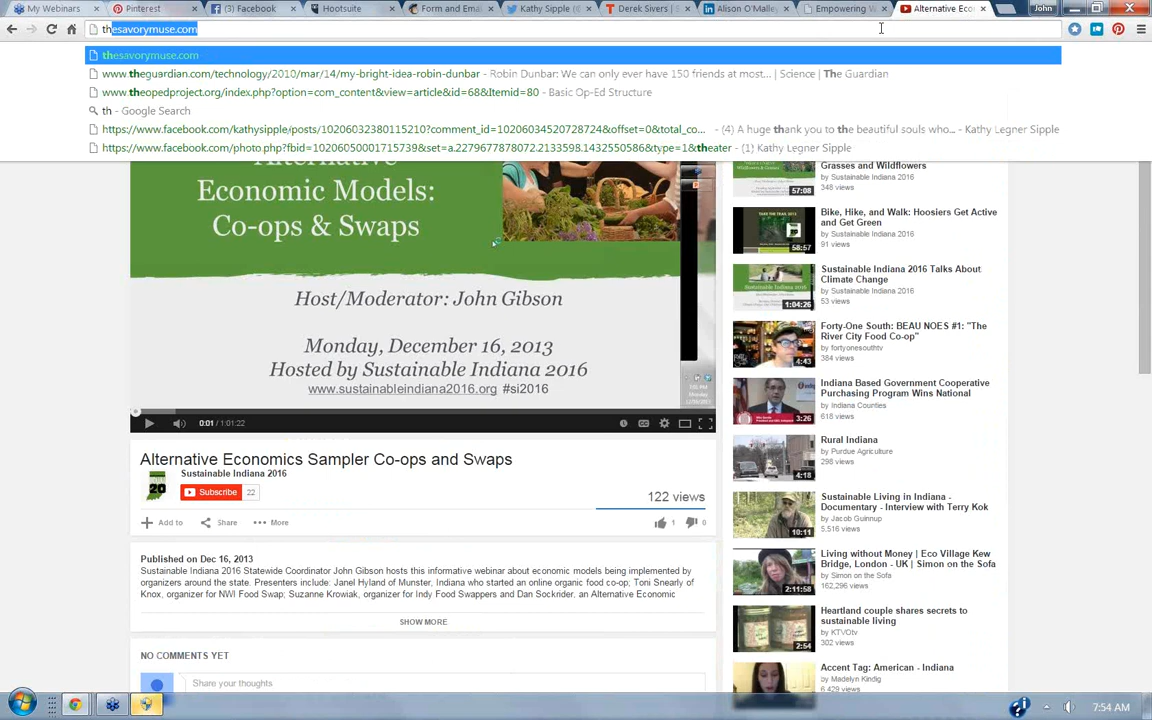 My Webinars
Pinterest
(3) Facebook
Hootsuite
Form and Emai
Kathy Sipple (
Derek Sivers | 
Alison O'Malley
Empowering W
Alternative Eco
John
thesavorymuse.com
thesavorymuse.com
www.theguardian.com/technology/2010/mar/14/my-bright-idea-robin-dunbar - Robin Dunbar: We can only ever have 150 friends at most... | Science | The Guardian
www.theopedproject.org/index.php?option=com_content&view=article&id=68&Itemid=80 - Basic Op-Ed Structure
th - Google Search
https://www.facebook.com/kathysipple/posts/10206032380115210?comment_id=10206034520728724&offset=0&total_co... - (4) A huge thank you to the beautiful souls who... - Kathy Legner Sipple
https://www.facebook.com/photo.php?fbid=10206050001715739&set=a.2279677878072.2133598.1432550586&type=1&theater - (1) Kathy Legner Sipple
Alternative
Economic Models:
Co-ops & Swaps
Host/Moderator: John Gibson
Monday, December 16, 2013
Hosted by Sustainable Indiana 2016
www.sustainableindiana2016.org #si2016
0:01 / 1:01:22
Alternative Economics Sampler Co-ops and Swaps
Sustainable Indiana 2016
Subscribe 22
122 views
Add to
Share
More
1
0
Published on Dec 16, 2013
Sustainable Indiana 2016 Statewide Coordinator John Gibson hosts this informative webinar about economic models being implemented by
organizers around the state. Presenters include: Janel Hyland of Munster, Indiana who started an online organic food co-op; Toni Snearly of
Knox, organizer for NWI Food Swap; Suzanne Krowiak, organizer for Indy Food Swappers and Dan Sockrider, an Alternative Economic
SHOW MORE
NO COMMENTS YET
Share your thoughts
Grasses and Wildflowers
by Sustainable Indiana 2016
348 views
57:08
Bike, Hike, and Walk: Hoosiers Get Active
and Get Green
by Sustainable Indiana 2016
91 views
58:57
Sustainable Indiana 2016 Talks About
Climate Change
by Sustainable Indiana 2016
53 views
1:04:26
Forty-One South: BEAU NOES #1: "The
River City Food Co-op"
by fortyonesouthtv
384 views
4:43
Indiana Based Government Cooperative
Purchasing Program Wins National
by Indiana Counties
618 views
3:26
Rural Indiana
by Purdue Agriculture
298 views
4:18
Sustainable Living in Indiana -
Documentary - Interview with Terry Kok
by Jacob Guinnup
5,516 views
10:11
Living without Money | Eco Village Kew
Bridge, London - UK | Simon on the Sofa
by Simon on the Sofa
162,296 views
2:11:58
Heartland couple shares secrets to
sustainable living
by KTVOtv
302 views
2:54
Accent Tag: American - Indiana
by Madelyn Kindig
6,429 views
7:54 AM